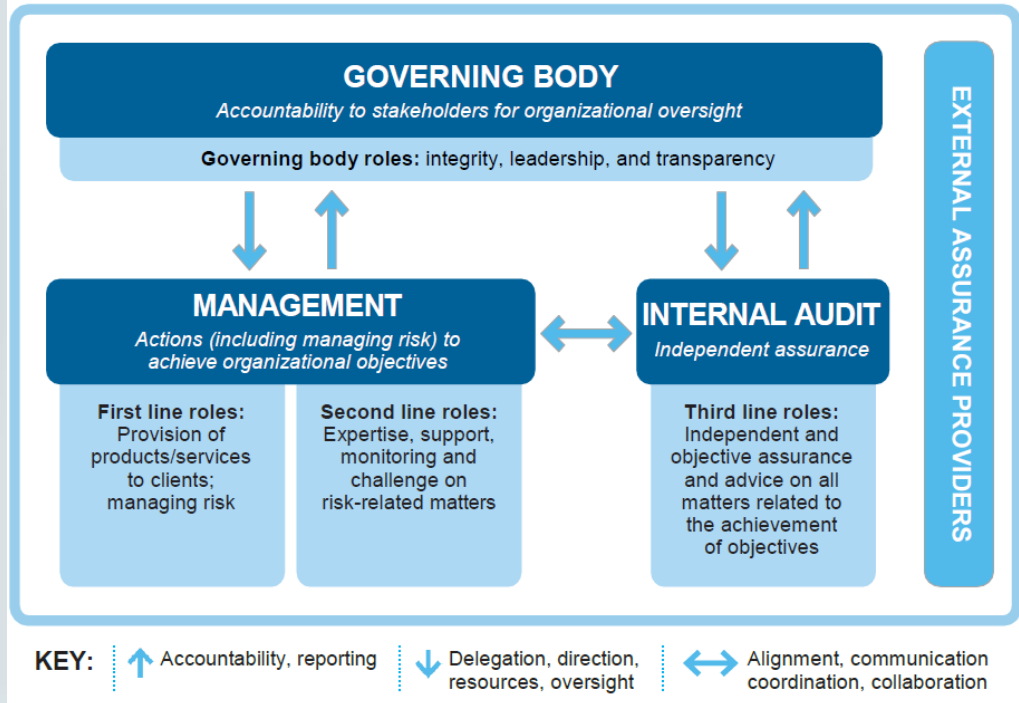 GOVERNING BODY
Accountability to stakeholders for organizational oversight
Governing body roles: integrity, leadership, and transparency
MANAGEMENT
Actions (including managing risk) to
achieve organizational objectives
First line roles:
Provision of
products/services
to clients;
managing risk
Second line roles:
Expertise, support,
monitoring and
challenge on
risk-related matters
INTERNAL AUDIT
Independent assurance
Third line roles:
Independent and
objective assurance
and advice on all
matters related to
the achievement
of objectives
EXTERNAL ASSURANCE PROVIDERS
KEY:
Accountability, reporting
Delegation, direction,
resources, oversight
Alignment, communication
coordination, collaboration